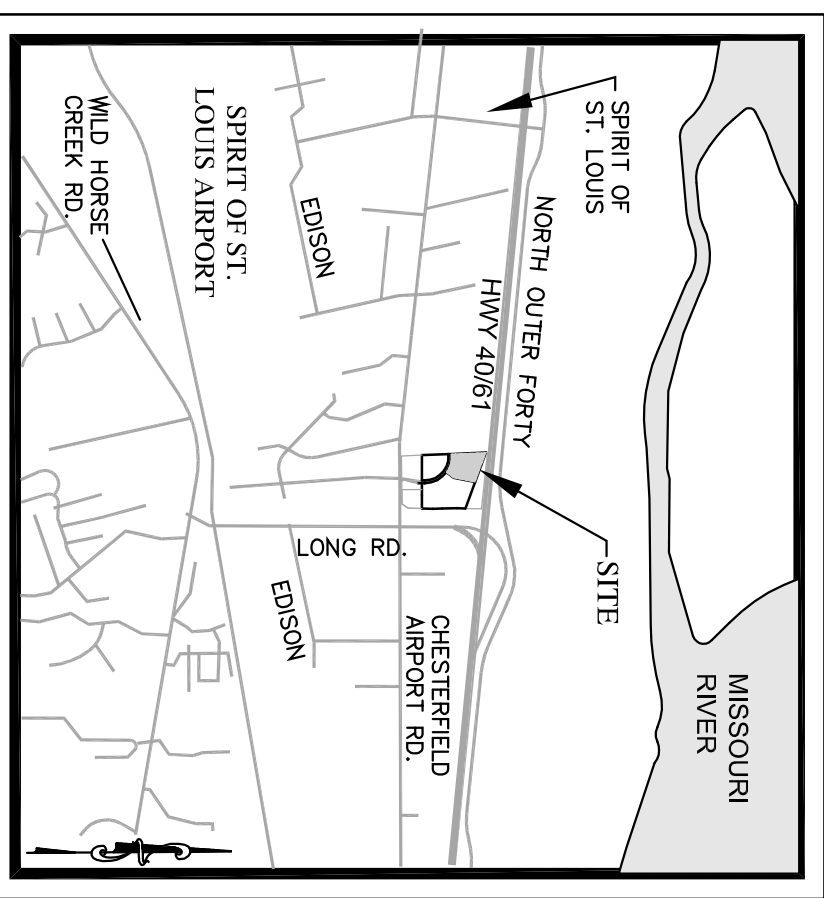 MISSOURI
RIVER
SPIRIT OF
ST. LOUIS
NORTH OUTER FORTY
HWY 40/61
SITE
CHESTERFIELD
AIRPORT RD.
EDISON
LONG RD.
EDISON
SPIRIT OF ST.
LOUIS AIRPORT
WILD HORSE
CREEK RD.